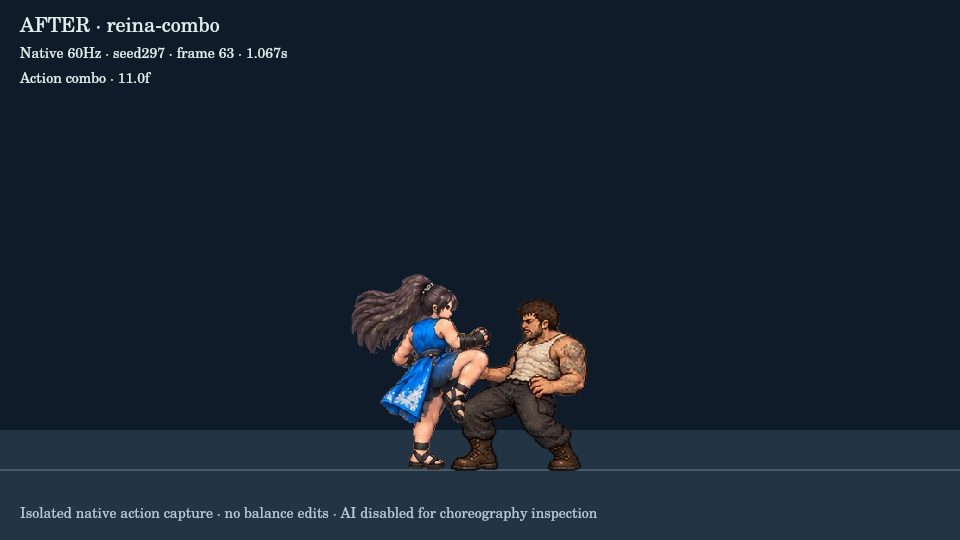 AFTER · reina-combo
Native 60Hz · seed297 · frame 63 · 1.067s
Action combo · 11.0f
Isolated native action capture · no balance edits · AI disabled for choreography inspection